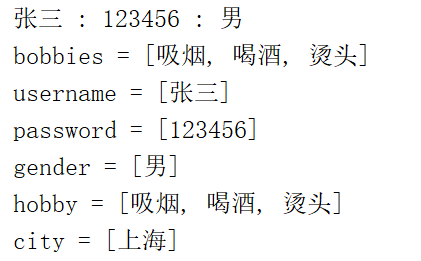 张三 : 123456 : 男
bobbies = [吸烟, 喝酒, 烫头]
username = [张三]
password = [123456]
gender = [男]
hobby = [吸烟, 喝酒, 烫头]
city = [上海]